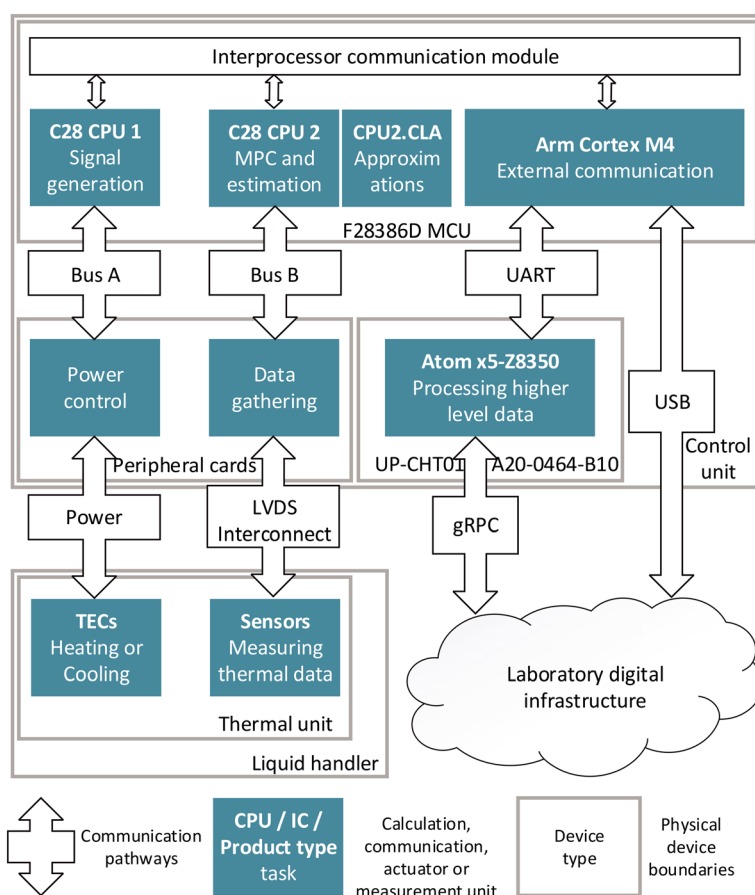 Interprocessor communication module
C28 CPU 1
Signal
generation
C28 CPU 2
MPC and
estimation
CPU2.CLA
Approxim
ations
Arm Cortex M4
External communication
F28386D MCU
Bus A
Bus B
UART
Power
control
Data
gathering
Atom x5-Z8350
Processing higher
level data
USB
Peripheral cards
UP-CHT01
A20-0464-B10
Control
unit
Power
LVDS
Interconnect
gRPC
TECs
Heating or
Cooling
Sensors
Measuring
thermal data
Thermal unit
Liquid handler
Laboratory digital
infrastructure
Communication
pathways
CPU / IC /
Product type
task
Calculation,
communication,
actuator or
measurement unit
Device
type
Physical
device
boundaries